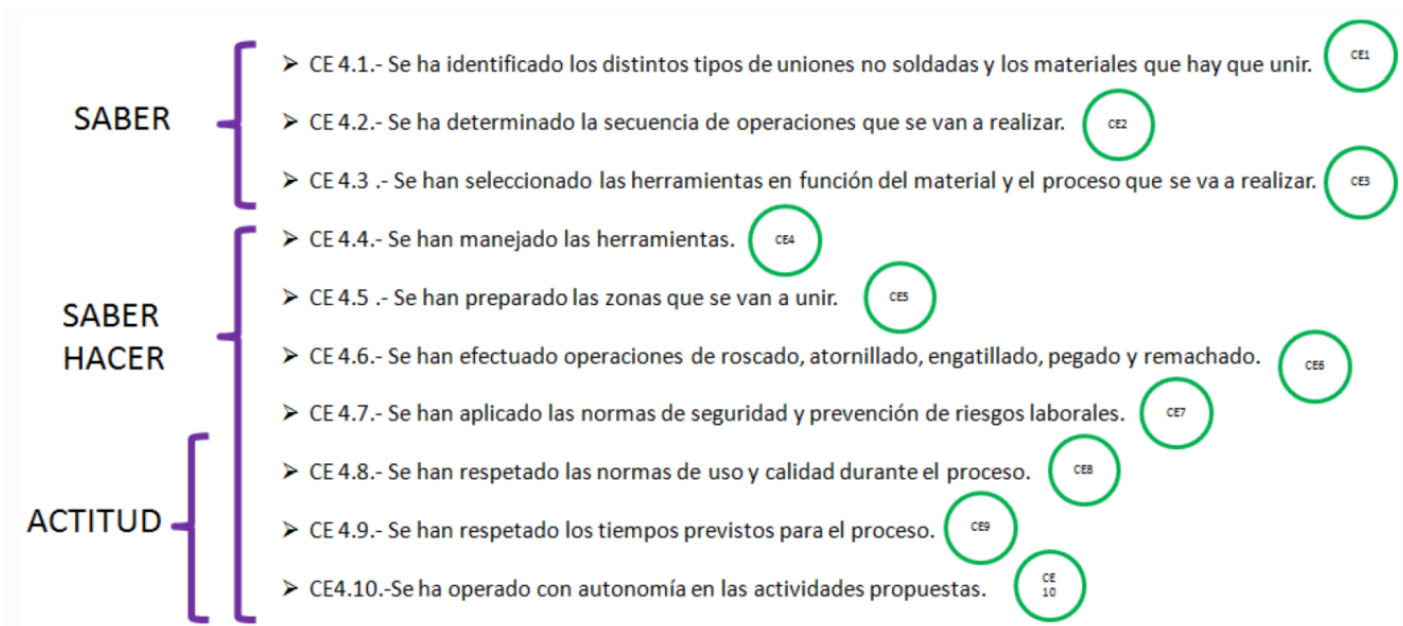 SABER
➤ CE 4.1.- Se ha identificado los distintos tipos de uniones no soldadas y los materiales que hay que unir. CE1
➤ CE 4.2.- Se ha determinado la secuencia de operaciones que se van a realizar. CE2
➤ CE 4.3 .- Se han seleccionado las herramientas en función del material y el proceso que se va a realizar. CE3
SABER
HACER
➤ CE 4.4.- Se han manejado las herramientas. CE4
➤ CE 4.5 .- Se han preparado las zonas que se van a unir. CE5
➤ CE 4.6.- Se han efectuado operaciones de roscado, atornillado, engatillado, pegado y remachado. CE6
➤ CE 4.7.- Se han aplicado las normas de seguridad y prevención de riesgos laborales. CE7
ACTITUD
➤ CE 4.8.- Se han respetado las normas de uso y calidad durante el proceso. CE8
➤ CE 4.9.- Se han respetado los tiempos previstos para el proceso. CE9
➤ CE4.10.-Se ha operado con autonomía en las actividades propuestas. CE
10